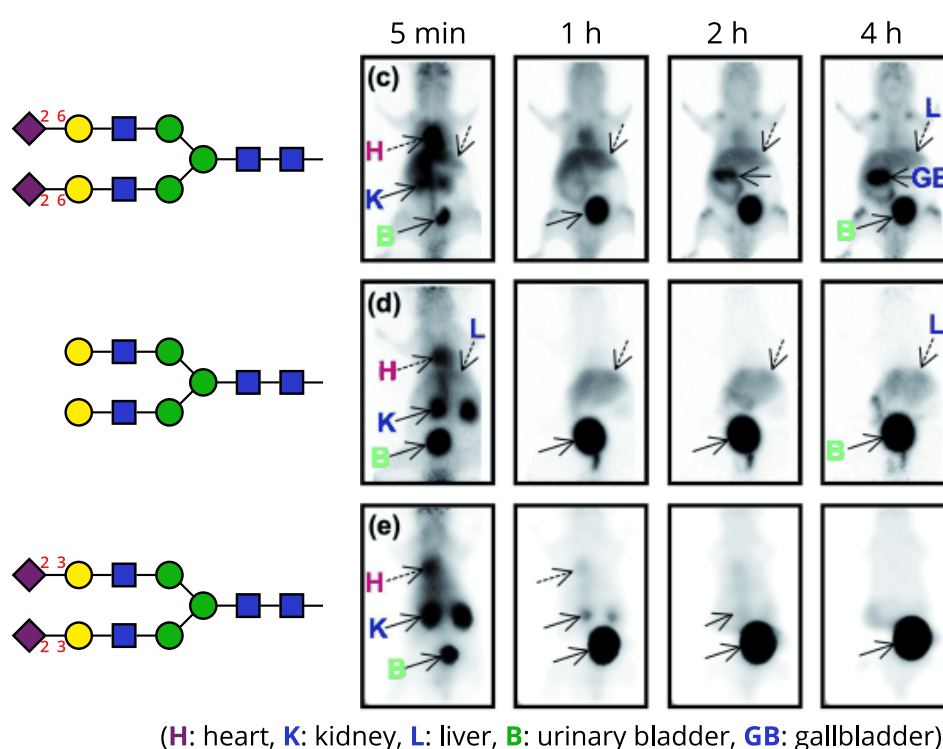 5 min 1 h 2 h 4 h
(c)
2 6
2 6
H
K
B
L
GB
B
(d)
L
H
K
B
L
B
(e)
2 3
2 3
H
K
B
(H: heart, K: kidney, L: liver, B: urinary bladder, GB: gallbladder)